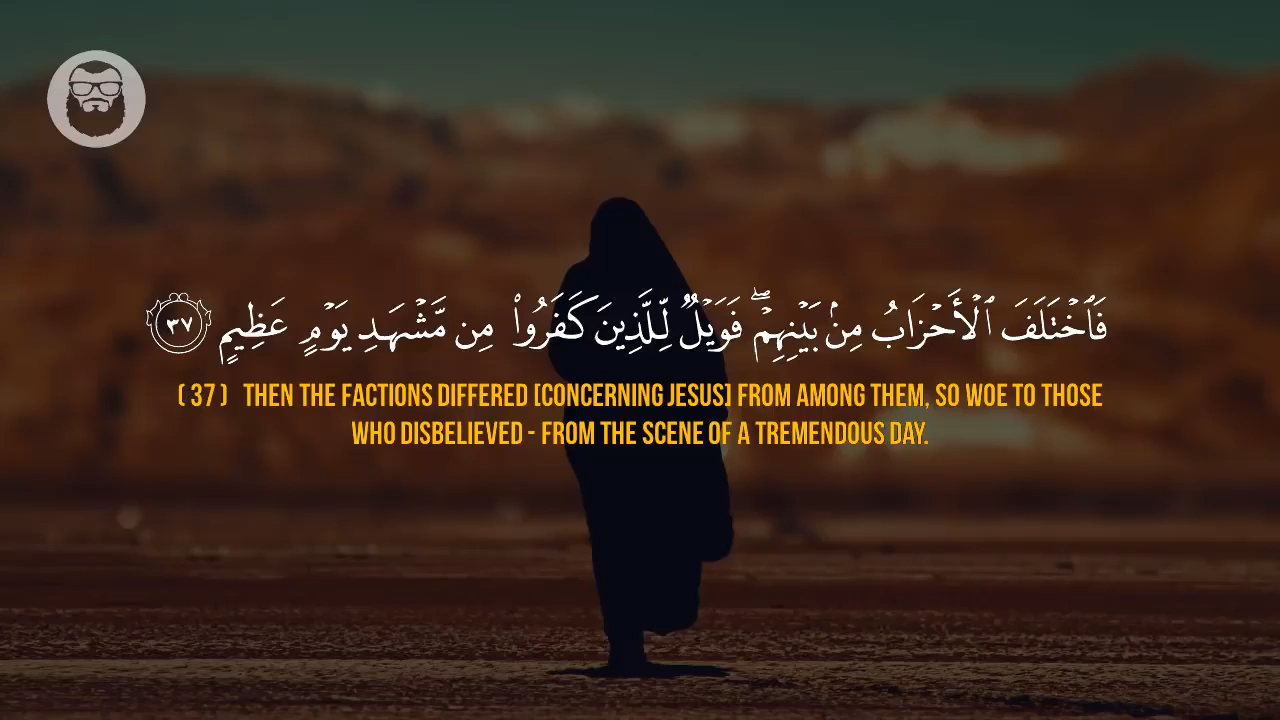 فَٱخْتَلَفَ ٱلْأَحْزَابُ مِنۢ بَيْنِهِمْ ۖ فَوَيْلٌ لِّلَّذِينَ كَفَرُوا۟ مِن مَّشْهَدِ يَوْمٍ عَظِيمٍ ٣٧
( 37 ) THEN THE FACTIONS DIFFERED [CONCERNING JESUS] FROM AMONG THEM, SO WOE TO THOSE
WHO DISBELIEVED - FROM THE SCENE OF A TREMENDOUS DAY.